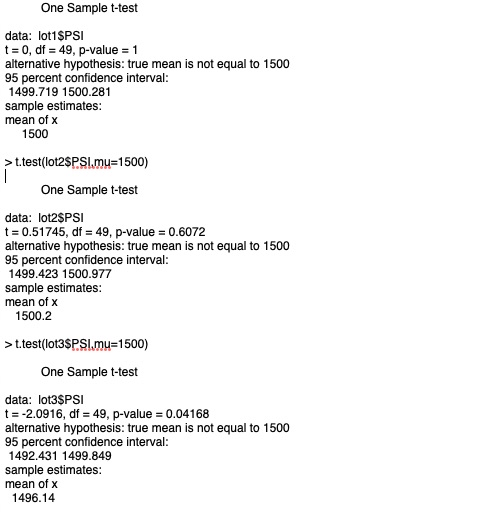 One Sample t-test
data: lot1$PSI
t = 0, df = 49, p-value = 1
alternative hypothesis: true mean is not equal to 1500
95 percent confidence interval:
1499.719 1500.281
sample estimates:
mean of x
1500
> t.test(lot2$PSI,mu=1500)
One Sample t-test
data: lot2$PSI
t = 0.51745, df = 49, p-value = 0.6072
alternative hypothesis: true mean is not equal to 1500
95 percent confidence interval:
1499.423 1500.977
sample estimates:
mean of x
1500.2
> t.test(lot3$PSI,mu=1500)
One Sample t-test
data: lot3$PSI
t = -2.0916, df = 49, p-value = 0.04168
alternative hypothesis: true mean is not equal to 1500
95 percent confidence interval:
1492.431 1499.849
sample estimates:
mean of x
1496.14